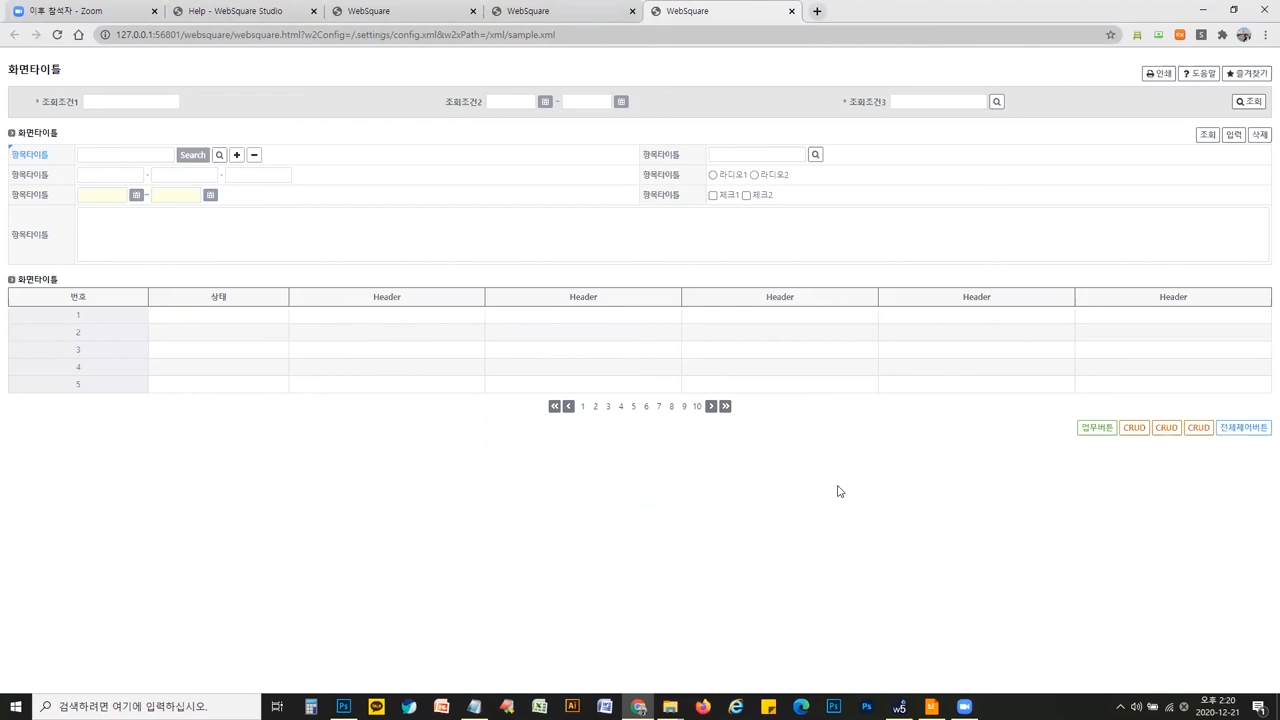 이후 참석자 - Zoom
Help - WebSquare Studio
WebSquare
WebSquare
WebSquare
127.0.0.1:56801/websquare/websquare.html?w2Config=/.settings/config.xml&w2xPath=/xml/sample.xml
화면타이틀
인쇄
? 도움말
즐겨찾기
* 조회조건1
조회조건2
~
* 조회조건3
조회
화면타이틀
조회 입력 삭제
항목타이틀
Search
항목타이틀
항목타이틀
- -
항목타이틀
라디오1 라디오2
항목타이틀
~
항목타이틀
체크1 체크2
항목타이틀
화면타이틀
번호 상태 Header Header Header Header Header
1
2
3
4
5
1 2 3 4 5 6 7 8 9 10
업무버튼 CRUD CRUD CRUD 전체제어버튼
검색하려면 여기에 입력하십시오.
오후 2:20
2020-12-21